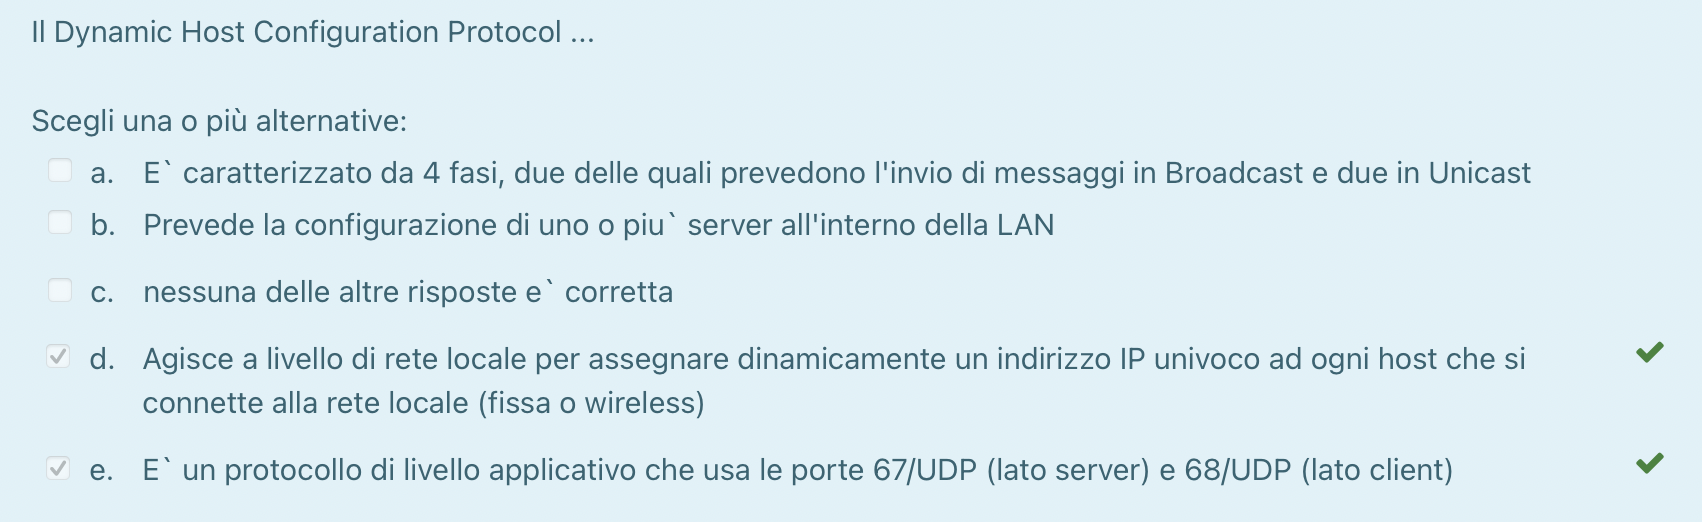 Il Dynamic Host Configuration Protocol ...
Scegli una o più alternative:
a. E` caratterizzato da 4 fasi, due delle quali prevedono l'invio di messaggi in Broadcast e due in Unicast
b. Prevede la configurazione di uno o piu` server all'interno della LAN
c. nessuna delle altre risposte e` corretta
d. Agisce a livello di rete locale per assegnare dinamicamente un indirizzo IP univoco ad ogni host che si
connette alla rete locale (fissa o wireless)
e. E` un protocollo di livello applicativo che usa le porte 67/UDP (lato server) e 68/UDP (lato client)